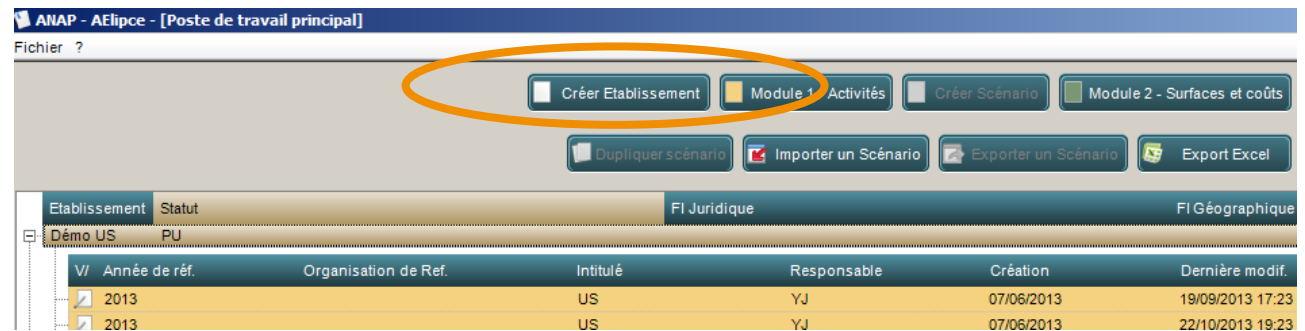 ANAP - AElipce - [Poste de travail principal]
Fichier ?
Créer Etablissement Module 1 - Activités Créer Scénario Module 2 - Surfaces et coûts
Dupliquer scénario Importer un Scénario Exporter un Scénario Export Excel
Etablissement Statut FI Juridique FI Géographique
Démo US PU
V/ Année de réf. Organisation de Ref. Intitulé Responsable Création Dernière modif.
2013 US YJ 07/06/2013 19/09/2013 17:23
2013 US YJ 07/06/2013 22/10/2013 19:23